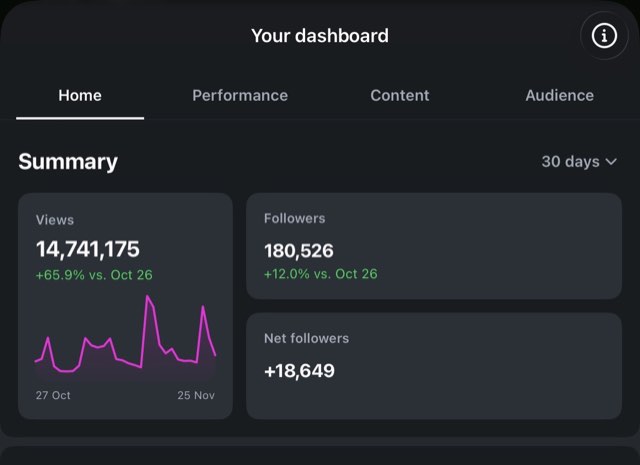 Your dashboard
Home
Performance
Content
Audience
Summary
30 days
Views
14,741,175
+65.9% vs. Oct 26
27 Oct
25 Nov
Followers
180,526
+12.0% vs. Oct 26
Net followers
+18,649